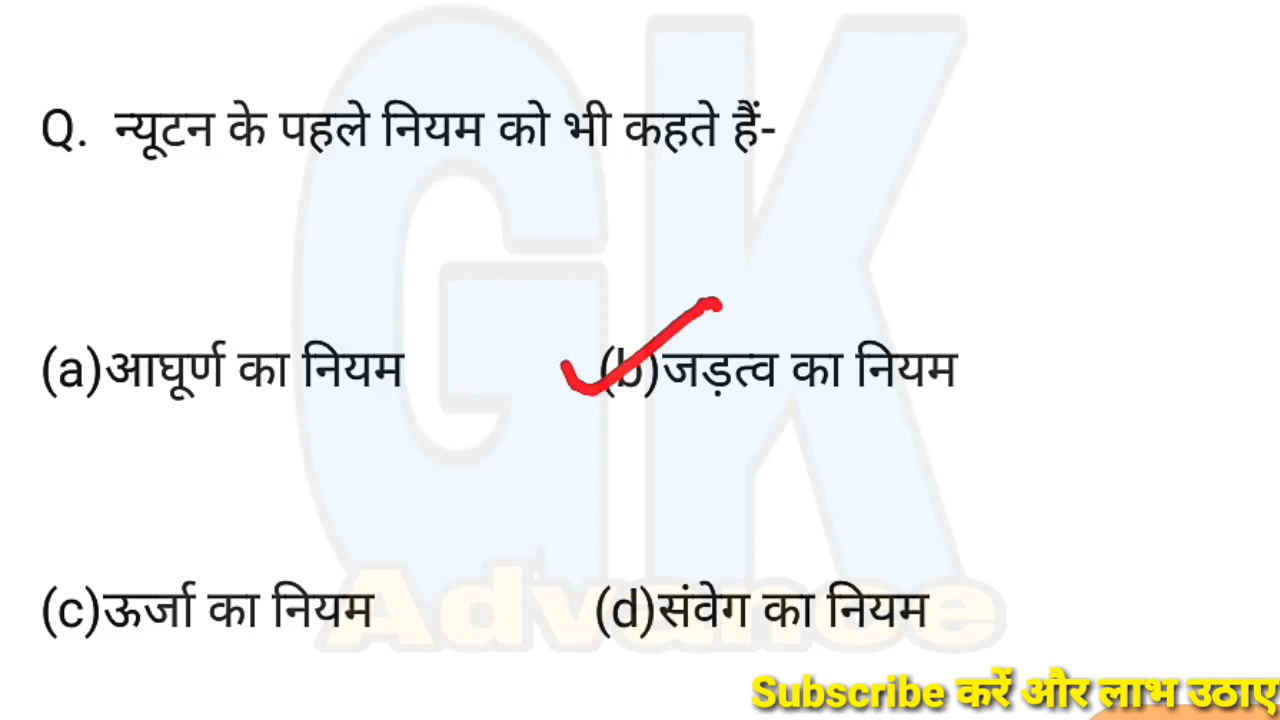 Q. न्यूटन के पहले नियम को भी कहते हैं-
(a)आघूर्ण का नियम (b)जड़त्व का नियम
(c)ऊर्जा का नियम (d)संवेग का नियम
GK
Advance
Subscribe करें और लाभ उठाए